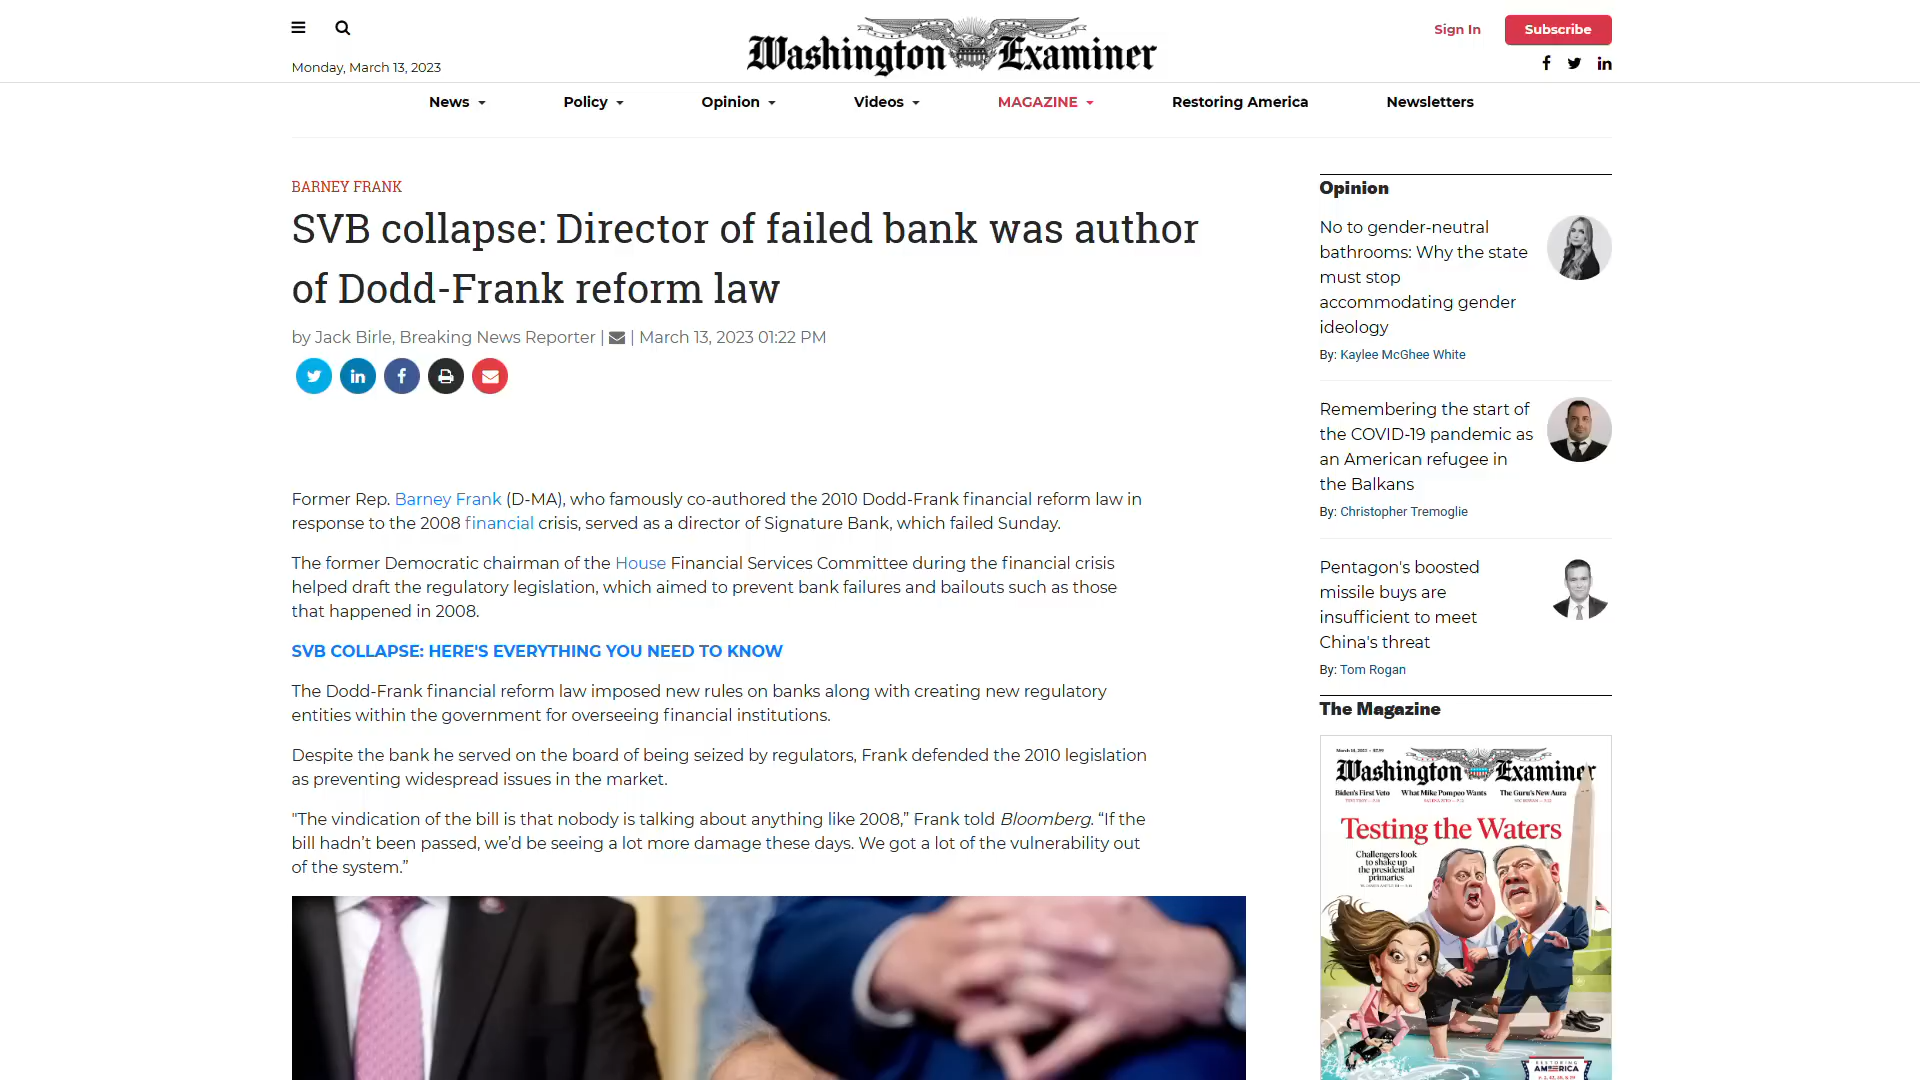 Monday, March 13, 2023
Washington Examiner
Sign In
Subscribe
News
Policy
Opinion
Videos
MAGAZINE
Restoring America
Newsletters
BARNEY FRANK
SVB collapse: Director of failed bank was author
of Dodd-Frank reform law
by Jack Birle, Breaking News Reporter | | March 13, 2023 01:22 PM
Former Rep. Barney Frank (D-MA), who famously co-authored the 2010 Dodd-Frank financial reform law in
response to the 2008 financial crisis, served as a director of Signature Bank, which failed Sunday.
The former Democratic chairman of the House Financial Services Committee during the financial crisis
helped draft the regulatory legislation, which aimed to prevent bank failures and bailouts such as those
that happened in 2008.
SVB COLLAPSE: HERE'S EVERYTHING YOU NEED TO KNOW
The Dodd-Frank financial reform law imposed new rules on banks along with creating new regulatory
entities within the government for overseeing financial institutions.
Despite the bank he served on the board of being seized by regulators, Frank defended the 2010 legislation
as preventing widespread issues in the market.
"The vindication of the bill is that nobody is talking about anything like 2008,” Frank told Bloomberg. “If the
bill hadn’t been passed, we’d be seeing a lot more damage these days. We got a lot of the vulnerability out
of the system.”
Opinion
No to gender-neutral
bathrooms: Why the state
must stop
accommodating gender
ideology
By: Kaylee McGhee White
Remembering the start of
the COVID-19 pandemic as
an American refugee in
the Balkans
By: Christopher Tremoglie
Pentagon's boosted
missile buys are
insufficient to meet
China's threat
By: Tom Rogan
The Magazine
Washington Examiner
Biden's First Veto
What Mike Pompeo Wants
The Guru's New Aura
Testing the Waters
Challengers look
to shake up
the presidential
primaries
RESTORING
AMERICA